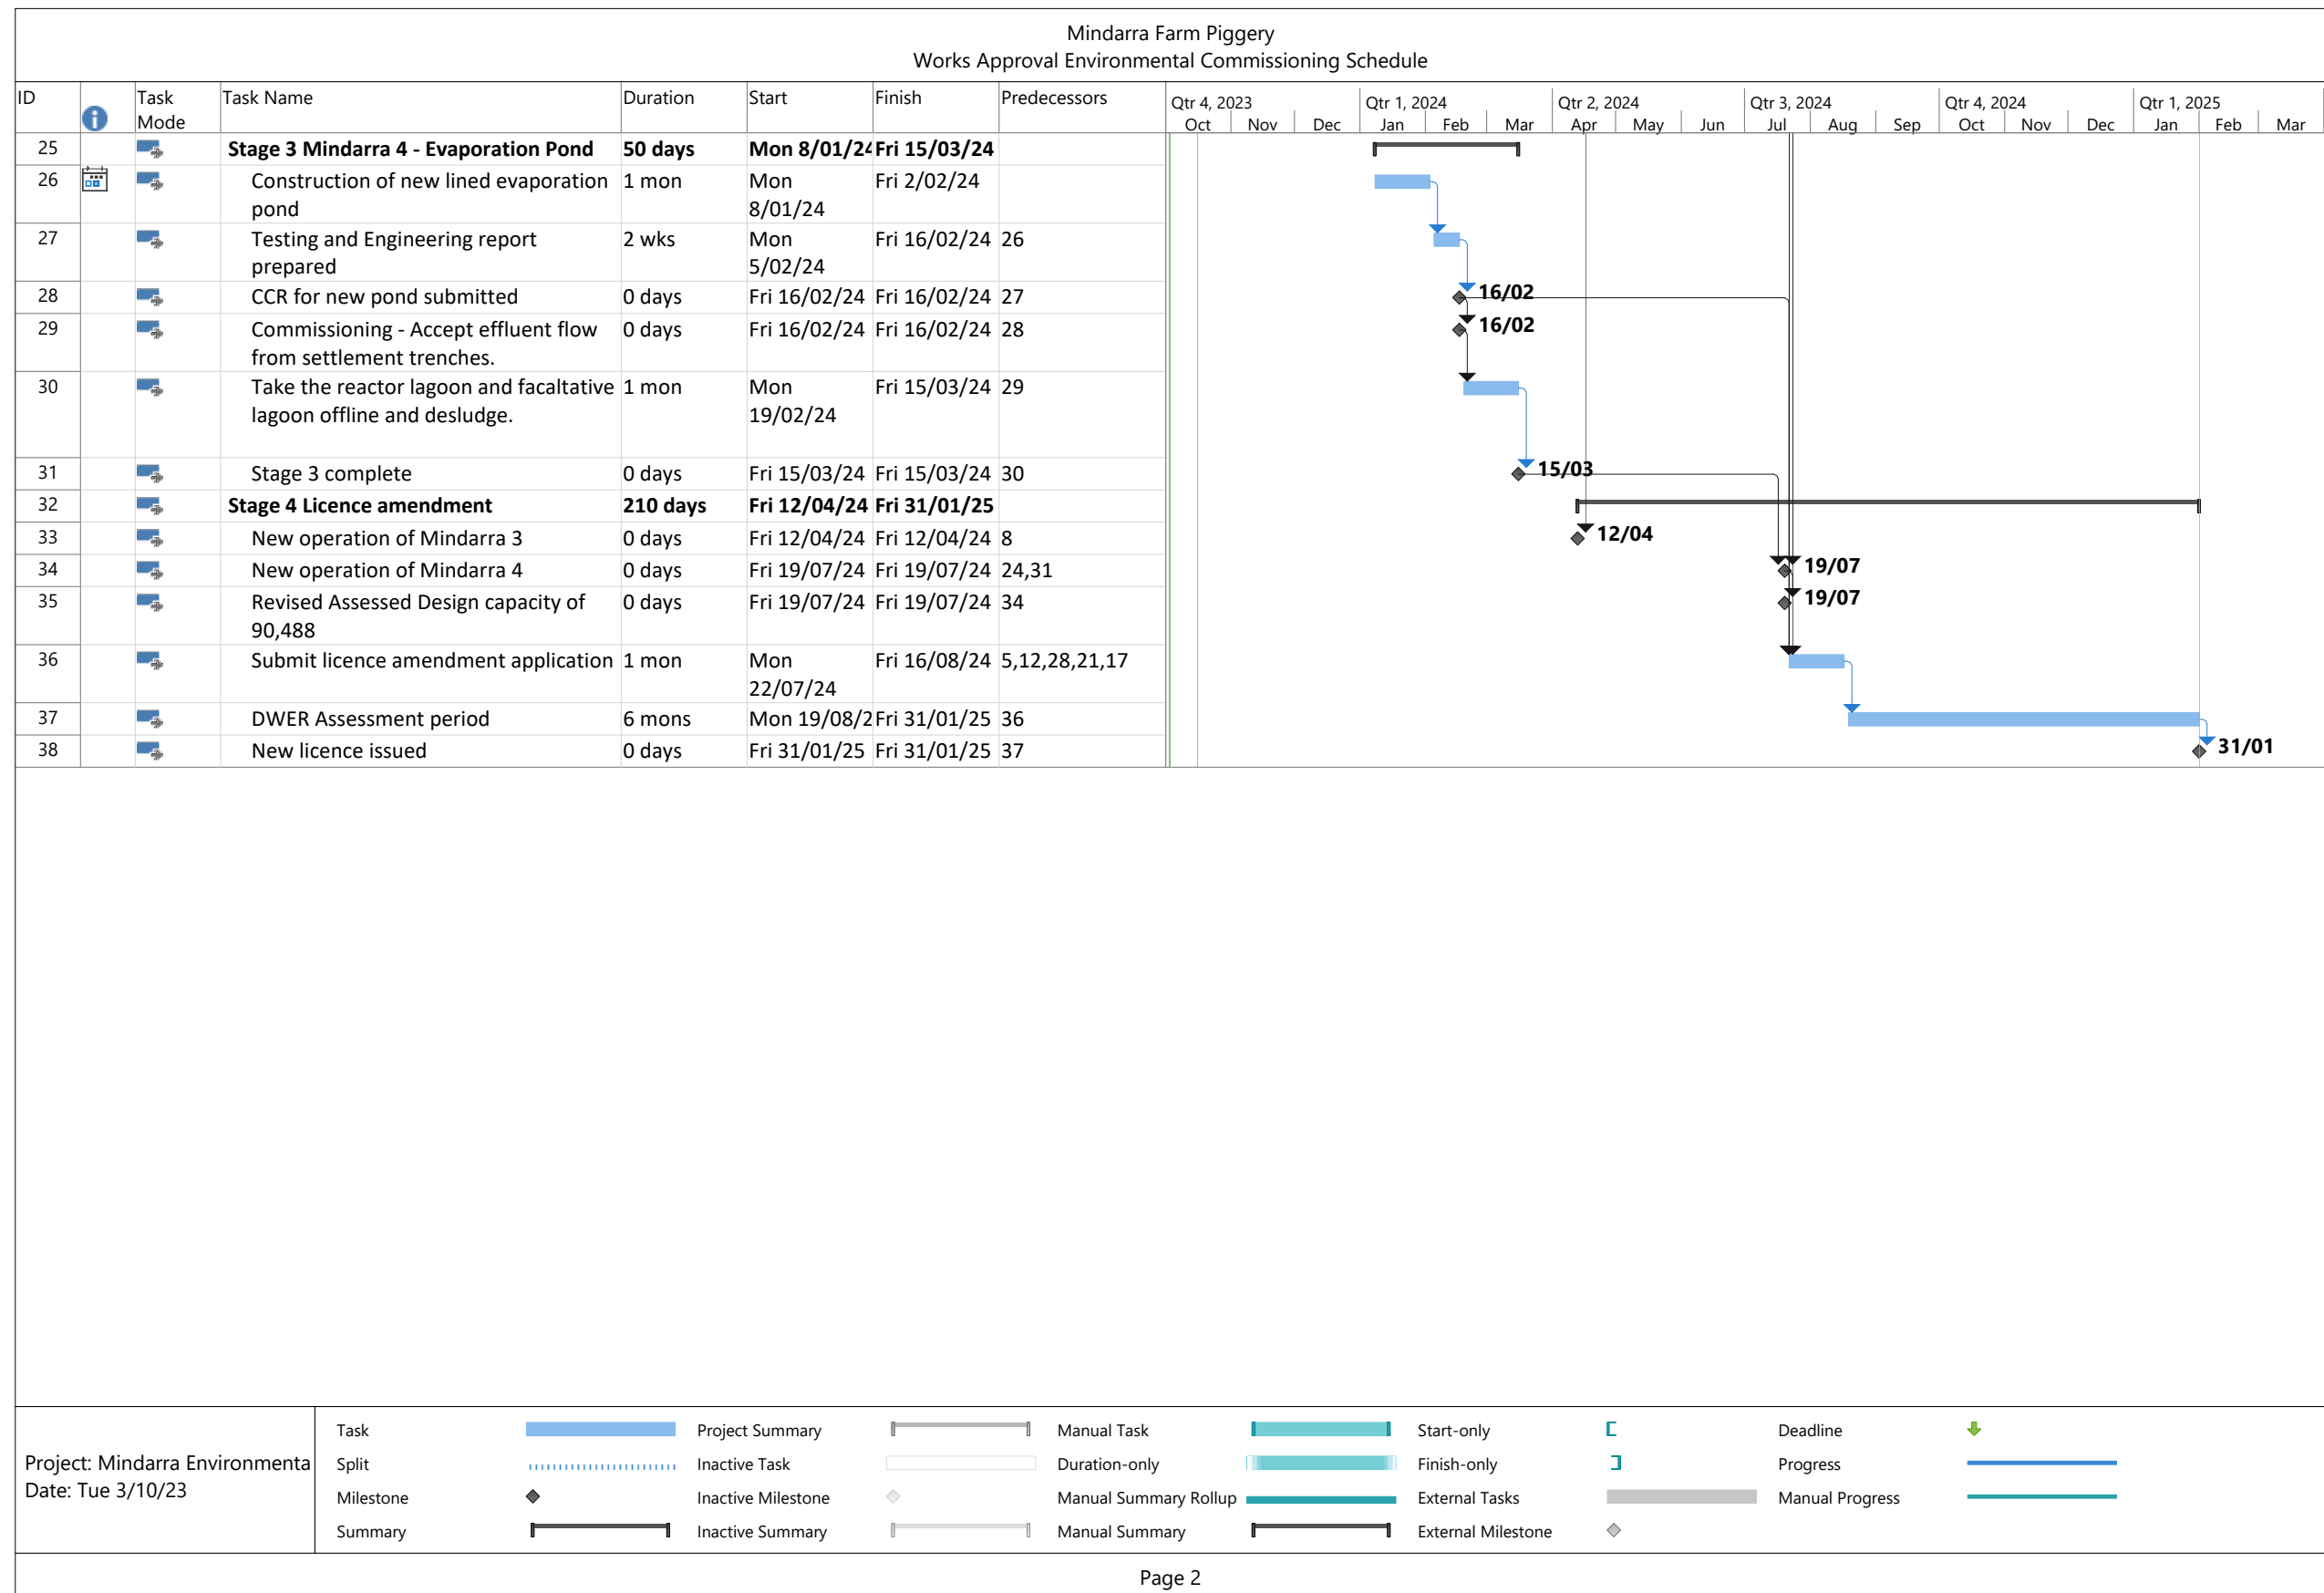 Mindarra Farm Piggery
Works Approval Environmental Commissioning Schedule
ID Task Mode Task Name Duration Start Finish Predecessors
Qtr 4, 2023 Qtr 1, 2024 Qtr 2, 2024 Qtr 3, 2024 Qtr 4, 2024 Qtr 1, 2025
Oct Nov Dec Jan Feb Mar Apr May Jun Jul Aug Sep Oct Nov Dec Jan Feb Mar
25 Stage 3 Mindarra 4 - Evaporation Pond 50 days Mon 8/01/24 Fri 15/03/24
26 Construction of new lined evaporation 1 mon Mon Fri 2/02/24
pond 8/01/24
27 Testing and Engineering report 2 wks Mon Fri 16/02/24 26
prepared 5/02/24
28 CCR for new pond submitted 0 days Fri 16/02/24 Fri 16/02/24 27 16/02
29 Commissioning - Accept effluent flow 0 days Fri 16/02/24 Fri 16/02/24 28 16/02
from settlement trenches.
30 Take the reactor lagoon and facaltative 1 mon Mon Fri 15/03/24 29
lagoon offline and desludge. 19/02/24
31 Stage 3 complete 0 days Fri 15/03/24 Fri 15/03/24 30 15/03
32 Stage 4 Licence amendment 210 days Fri 12/04/24 Fri 31/01/25
33 New operation of Mindarra 3 0 days Fri 12/04/24 Fri 12/04/24 8 12/04
34 New operation of Mindarra 4 0 days Fri 19/07/24 Fri 19/07/24 24,31 19/07
35 Revised Assessed Design capacity of 0 days Fri 19/07/24 Fri 19/07/24 34 19/07
90,488
36 Submit licence amendment application 1 mon Mon Fri 16/08/24 5,12,28,21,17
22/07/24
37 DWER Assessment period 6 mons Mon 19/08/2 Fri 31/01/25 36
38 New licence issued 0 days Fri 31/01/25 Fri 31/01/25 37 31/01
Project: Mindarra Environmenta
Date: Tue 3/10/23
Task Project Summary Manual Task Start-only Deadline
Split Inactive Task Duration-only Finish-only Progress
Milestone Inactive Milestone Manual Summary Rollup External Tasks Manual Progress
Summary Inactive Summary Manual Summary External Milestone
Page 2